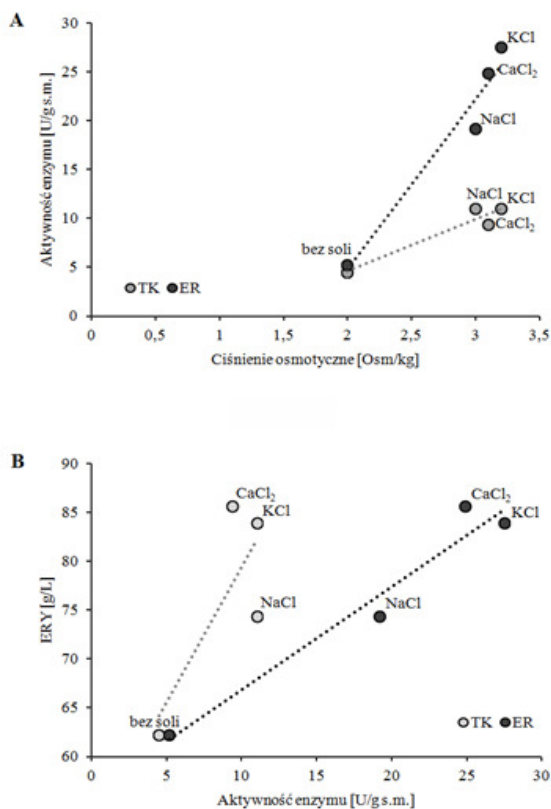 A
Aktywność enzymu [U/g s.m.]
30
25
20
15
10
5
0
KCl
CaCl₂
NaCl
NaCl
KCl
CaCl₂
bez soli
TK ER
0 0,5 1 1,5 2 2,5 3 3,5
Ciśnienie osmotyczne [Osm/kg]
B
ERY [g/L]
90
85
80
75
70
65
60
CaCl₂
KCl
NaCl
CaCl₂
KCl
NaCl
bez soli
TK ER
0 5 10 15 20 25 30
Aktywność enzymu [U/g s.m.]